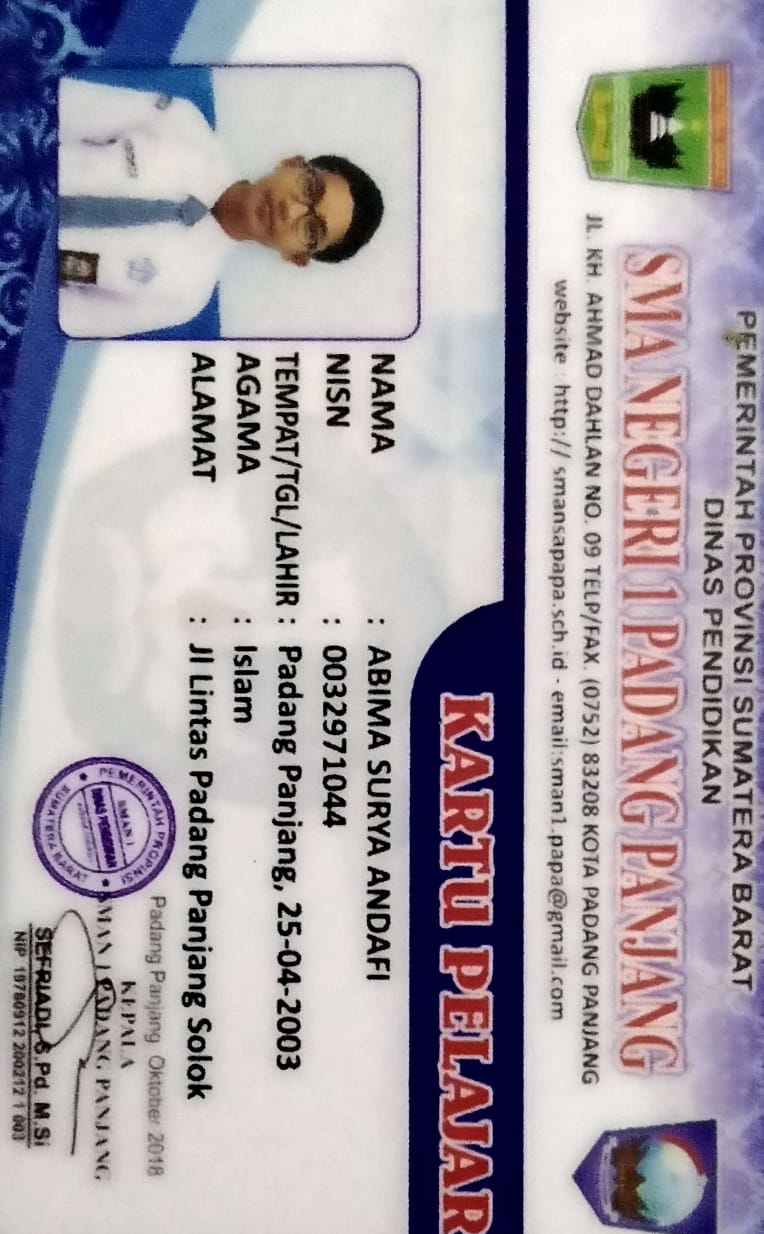 PEMERINTAH PROVINSI SUMATERA BARAT
DINAS PENDIDIKAN
SMA NEGERI 1 PADANG PANJANG
JL. KH. AHMAD DAHLAN NO. 09 TELP/FAX. (0752) 83208 KOTA PADANG PANJANG
website : http:// smansapapa.sch.id - email:sman1.papa@gmail.com
KARTU PELAJAR
NAMA : ABIMA SURYA ANDAFI
NISN : 0032971044
TEMPAT/TGL/LAHIR : Padang Panjang, 25-04-2003
AGAMA : Islam
ALAMAT : Jl Lintas Padang Panjang Solok
Padang Panjang Oktober 2018
KEPALA
SMAN 1 PADANG PANJANG
PEMERINTAH PROPINSI
SMAN 1
DINAS PENDIDIKAN
SUMATERA BARAT
SEFRIADI, S.Pd. M.Si
NIP. 19780912 200212 1 003